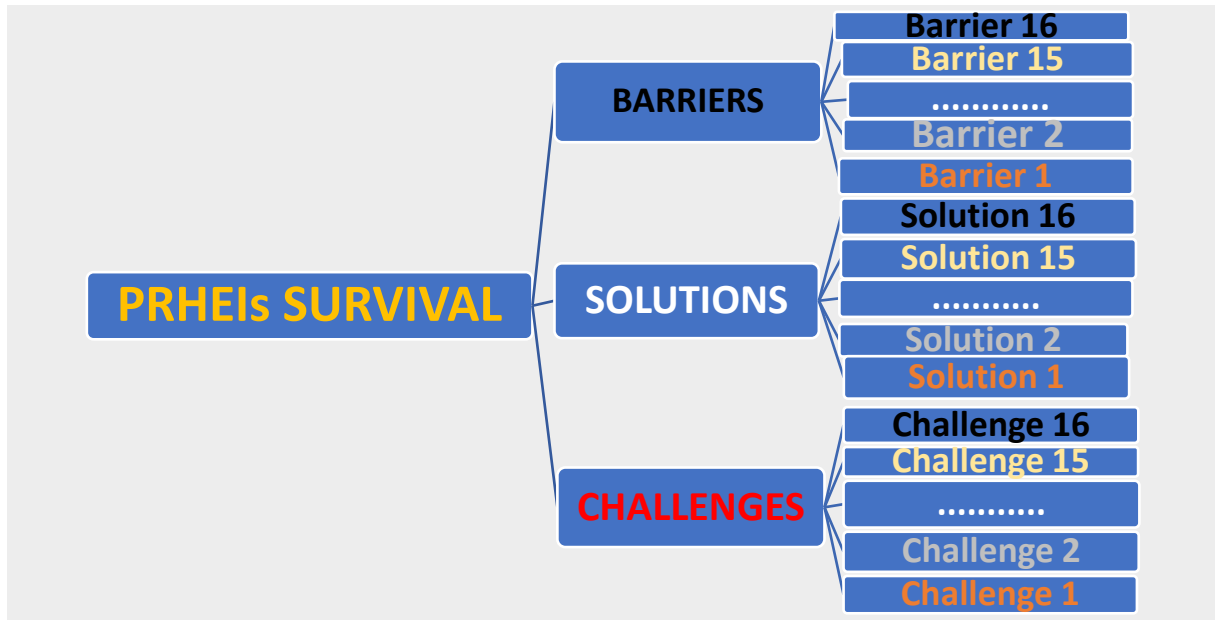 PRHEIs SURVIVAL
BARRIERS
Barrier 16
Barrier 15
............
Barrier 2
Barrier 1
SOLUTIONS
Solution 16
Solution 15
...........
Solution 2
Solution 1
CHALLENGES
Challenge 16
Challenge 15
...........
Challenge 2
Challenge 1